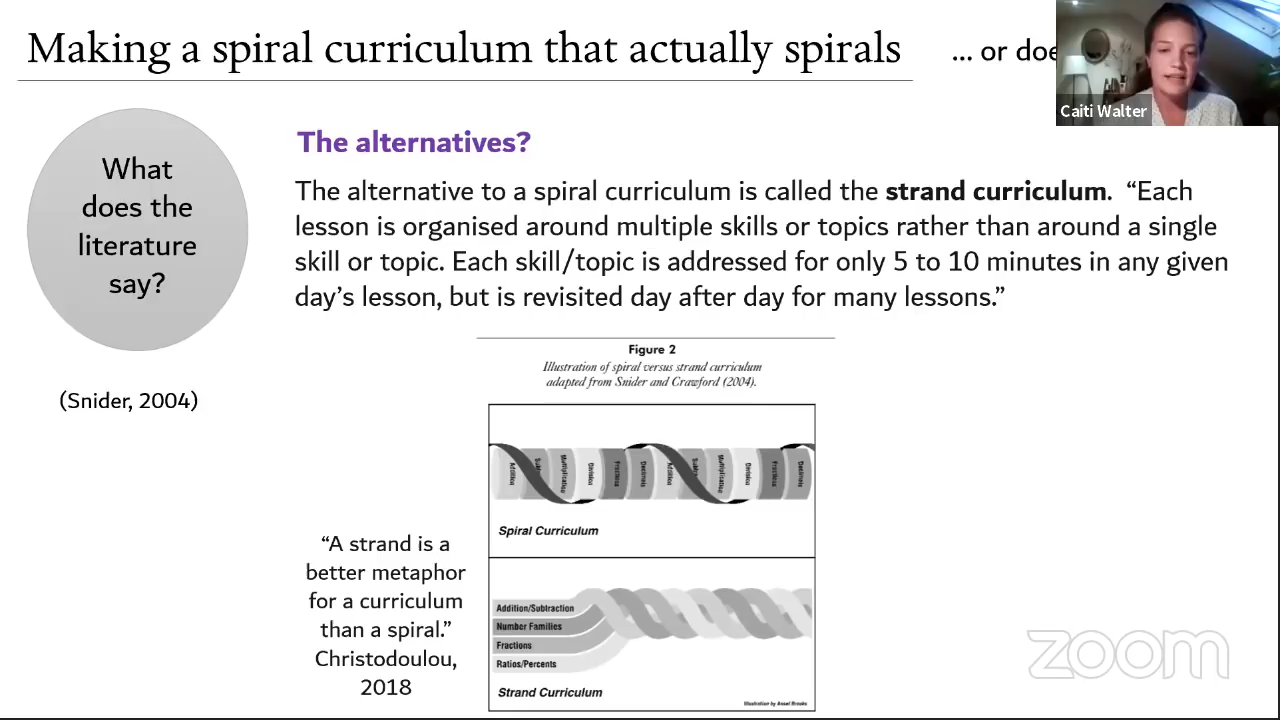 Making a spiral curriculum that actually spirals
... or doe
Caiti Walter
What
does the
literature
say?
(Snider, 2004)
The alternatives?
The alternative to a spiral curriculum is called the strand curriculum. “Each
lesson is organised around multiple skills or topics rather than around a single
skill or topic. Each skill/topic is addressed for only 5 to 10 minutes in any given
day’s lesson, but is revisited day after day for many lessons.”
Figure 2
Illustration of spiral versus strand curriculum
adapted from Snider and Crawford (2004).
Addition
Multiplication
Division
Fractions
Decimals
Addition
Multiplication
Division
Fractions
Decimals
Spiral Curriculum
Addition/Subtraction
Number Families
Fractions
Ratios/Percents
Strand Curriculum
“A strand is a
better metaphor
for a curriculum
than a spiral.”
Christodoulou,
2018
zoom